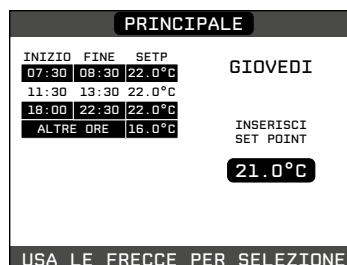 PRINCIPALE
INIZIO FINE SETP
07:30 08:30 22.0°C
11:30 13:30 22.0°C
18:00 22:30 22.0°C
ALTRE ORE 16.0°C
GIOVEDI
INSERISCI
SET POINT
21.0°C
USA LE FRECCE PER SELEZIONE